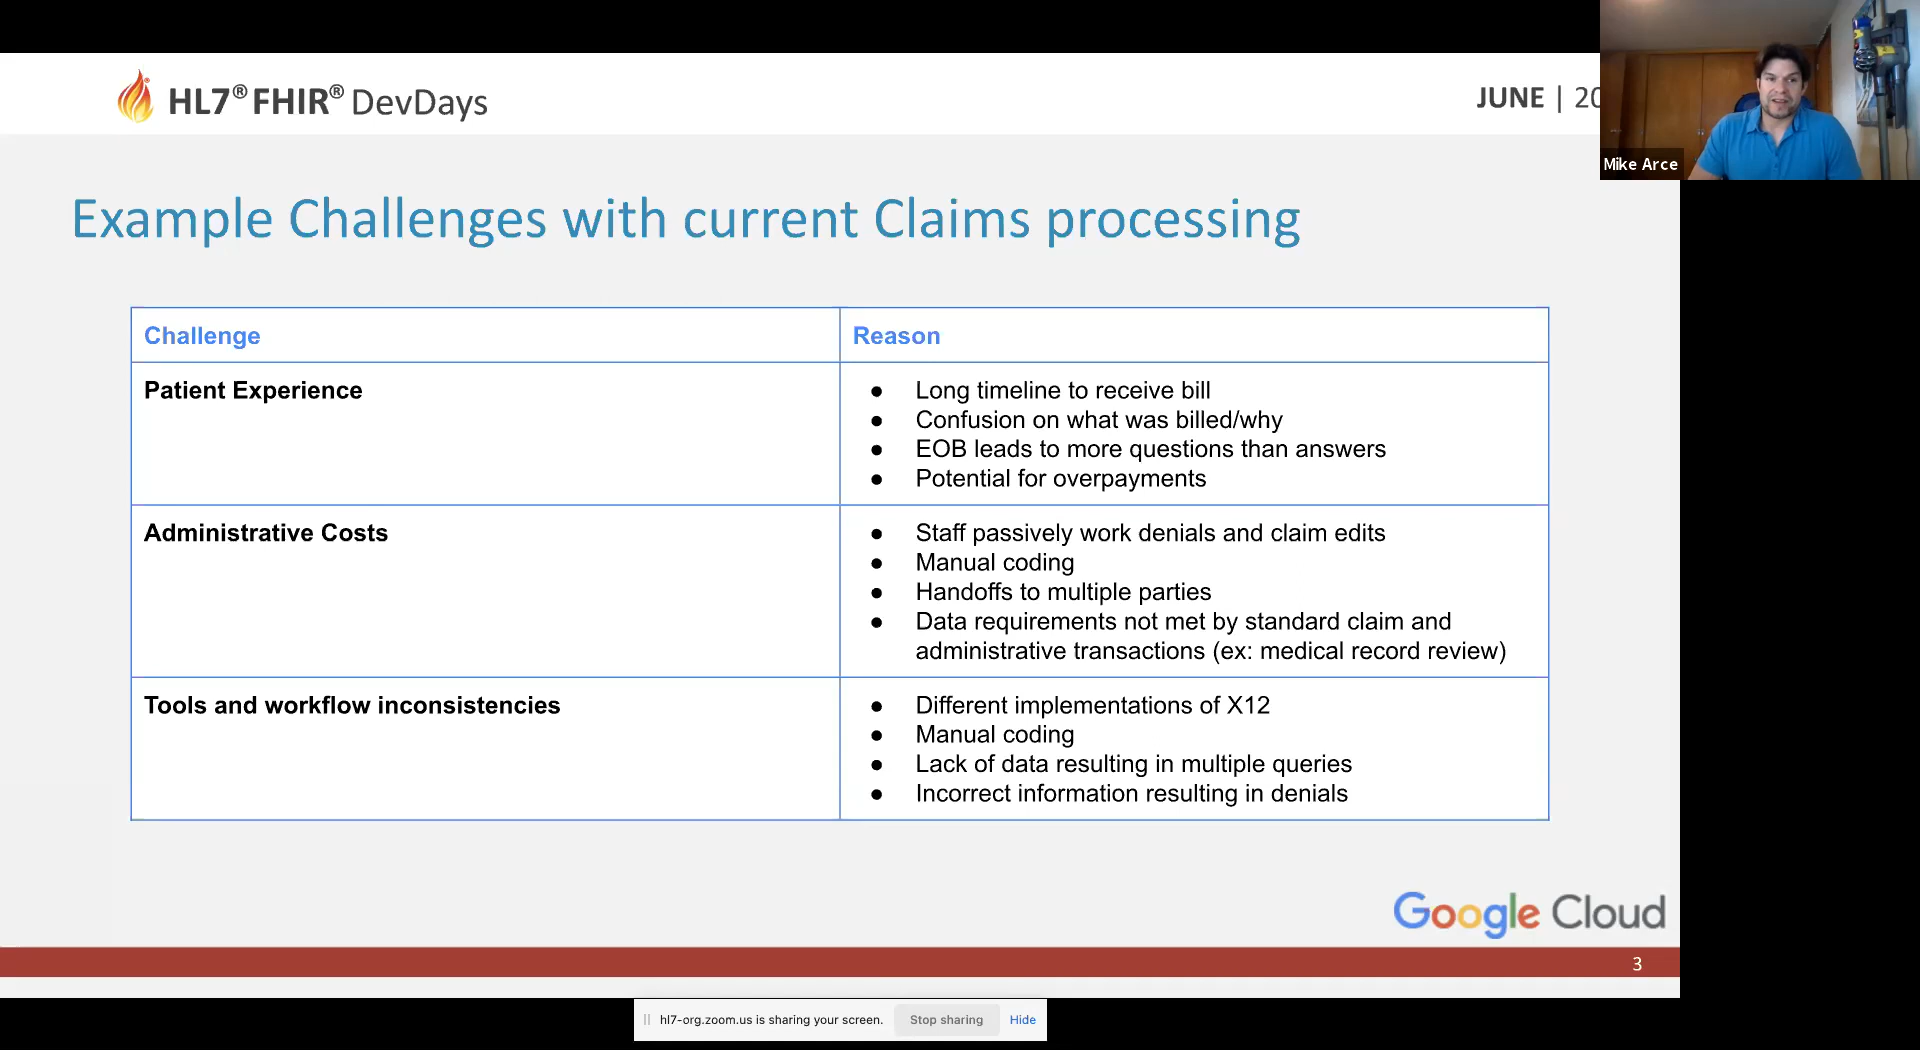 HL7® FHIR® DevDays
JUNE | 20
Mike Arce
Example Challenges with current Claims processing
Challenge
Reason
Patient Experience
● Long timeline to receive bill
● Confusion on what was billed/why
● EOB leads to more questions than answers
● Potential for overpayments
Administrative Costs
● Staff passively work denials and claim edits
● Manual coding
● Handoffs to multiple parties
● Data requirements not met by standard claim and
administrative transactions (ex: medical record review)
Tools and workflow inconsistencies
● Different implementations of X12
● Manual coding
● Lack of data resulting in multiple queries
● Incorrect information resulting in denials
Google Cloud
3
hl7-org.zoom.us is sharing your screen.
Stop sharing
Hide